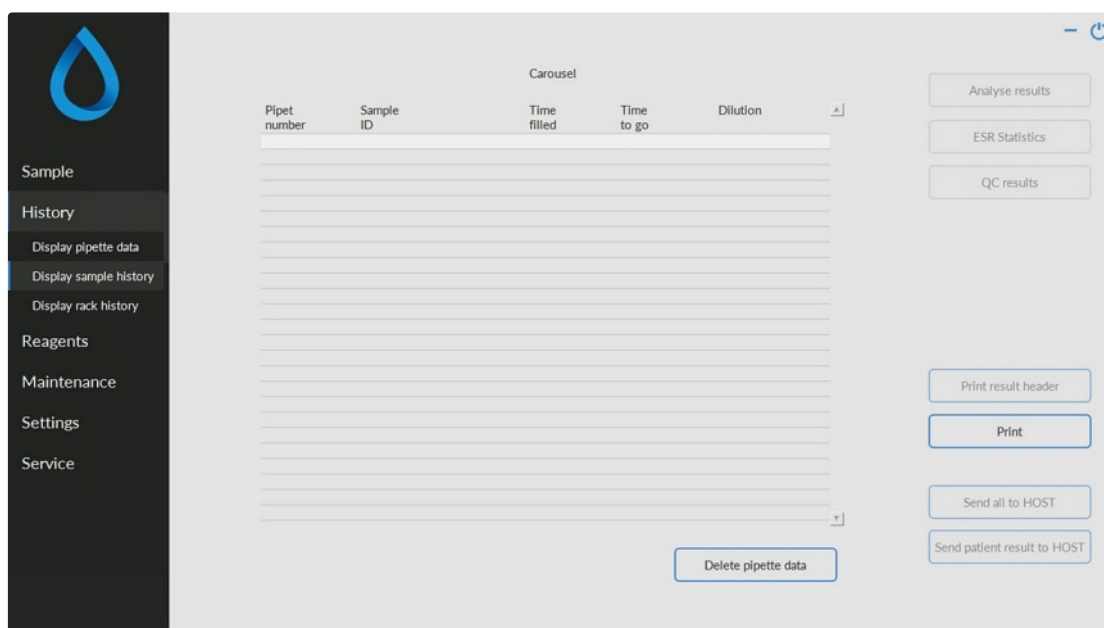 Sample
History
Display pipette data
Display sample history
Display rack history
Reagents
Maintenance
Settings
Service
Carousel
Pipet number
Sample ID
Time filled
Time to go
Dilution
Delete pipette data
Analyse results
ESR Statistics
QC results
Print result header
Print
Send all to HOST
Send patient result to HOST